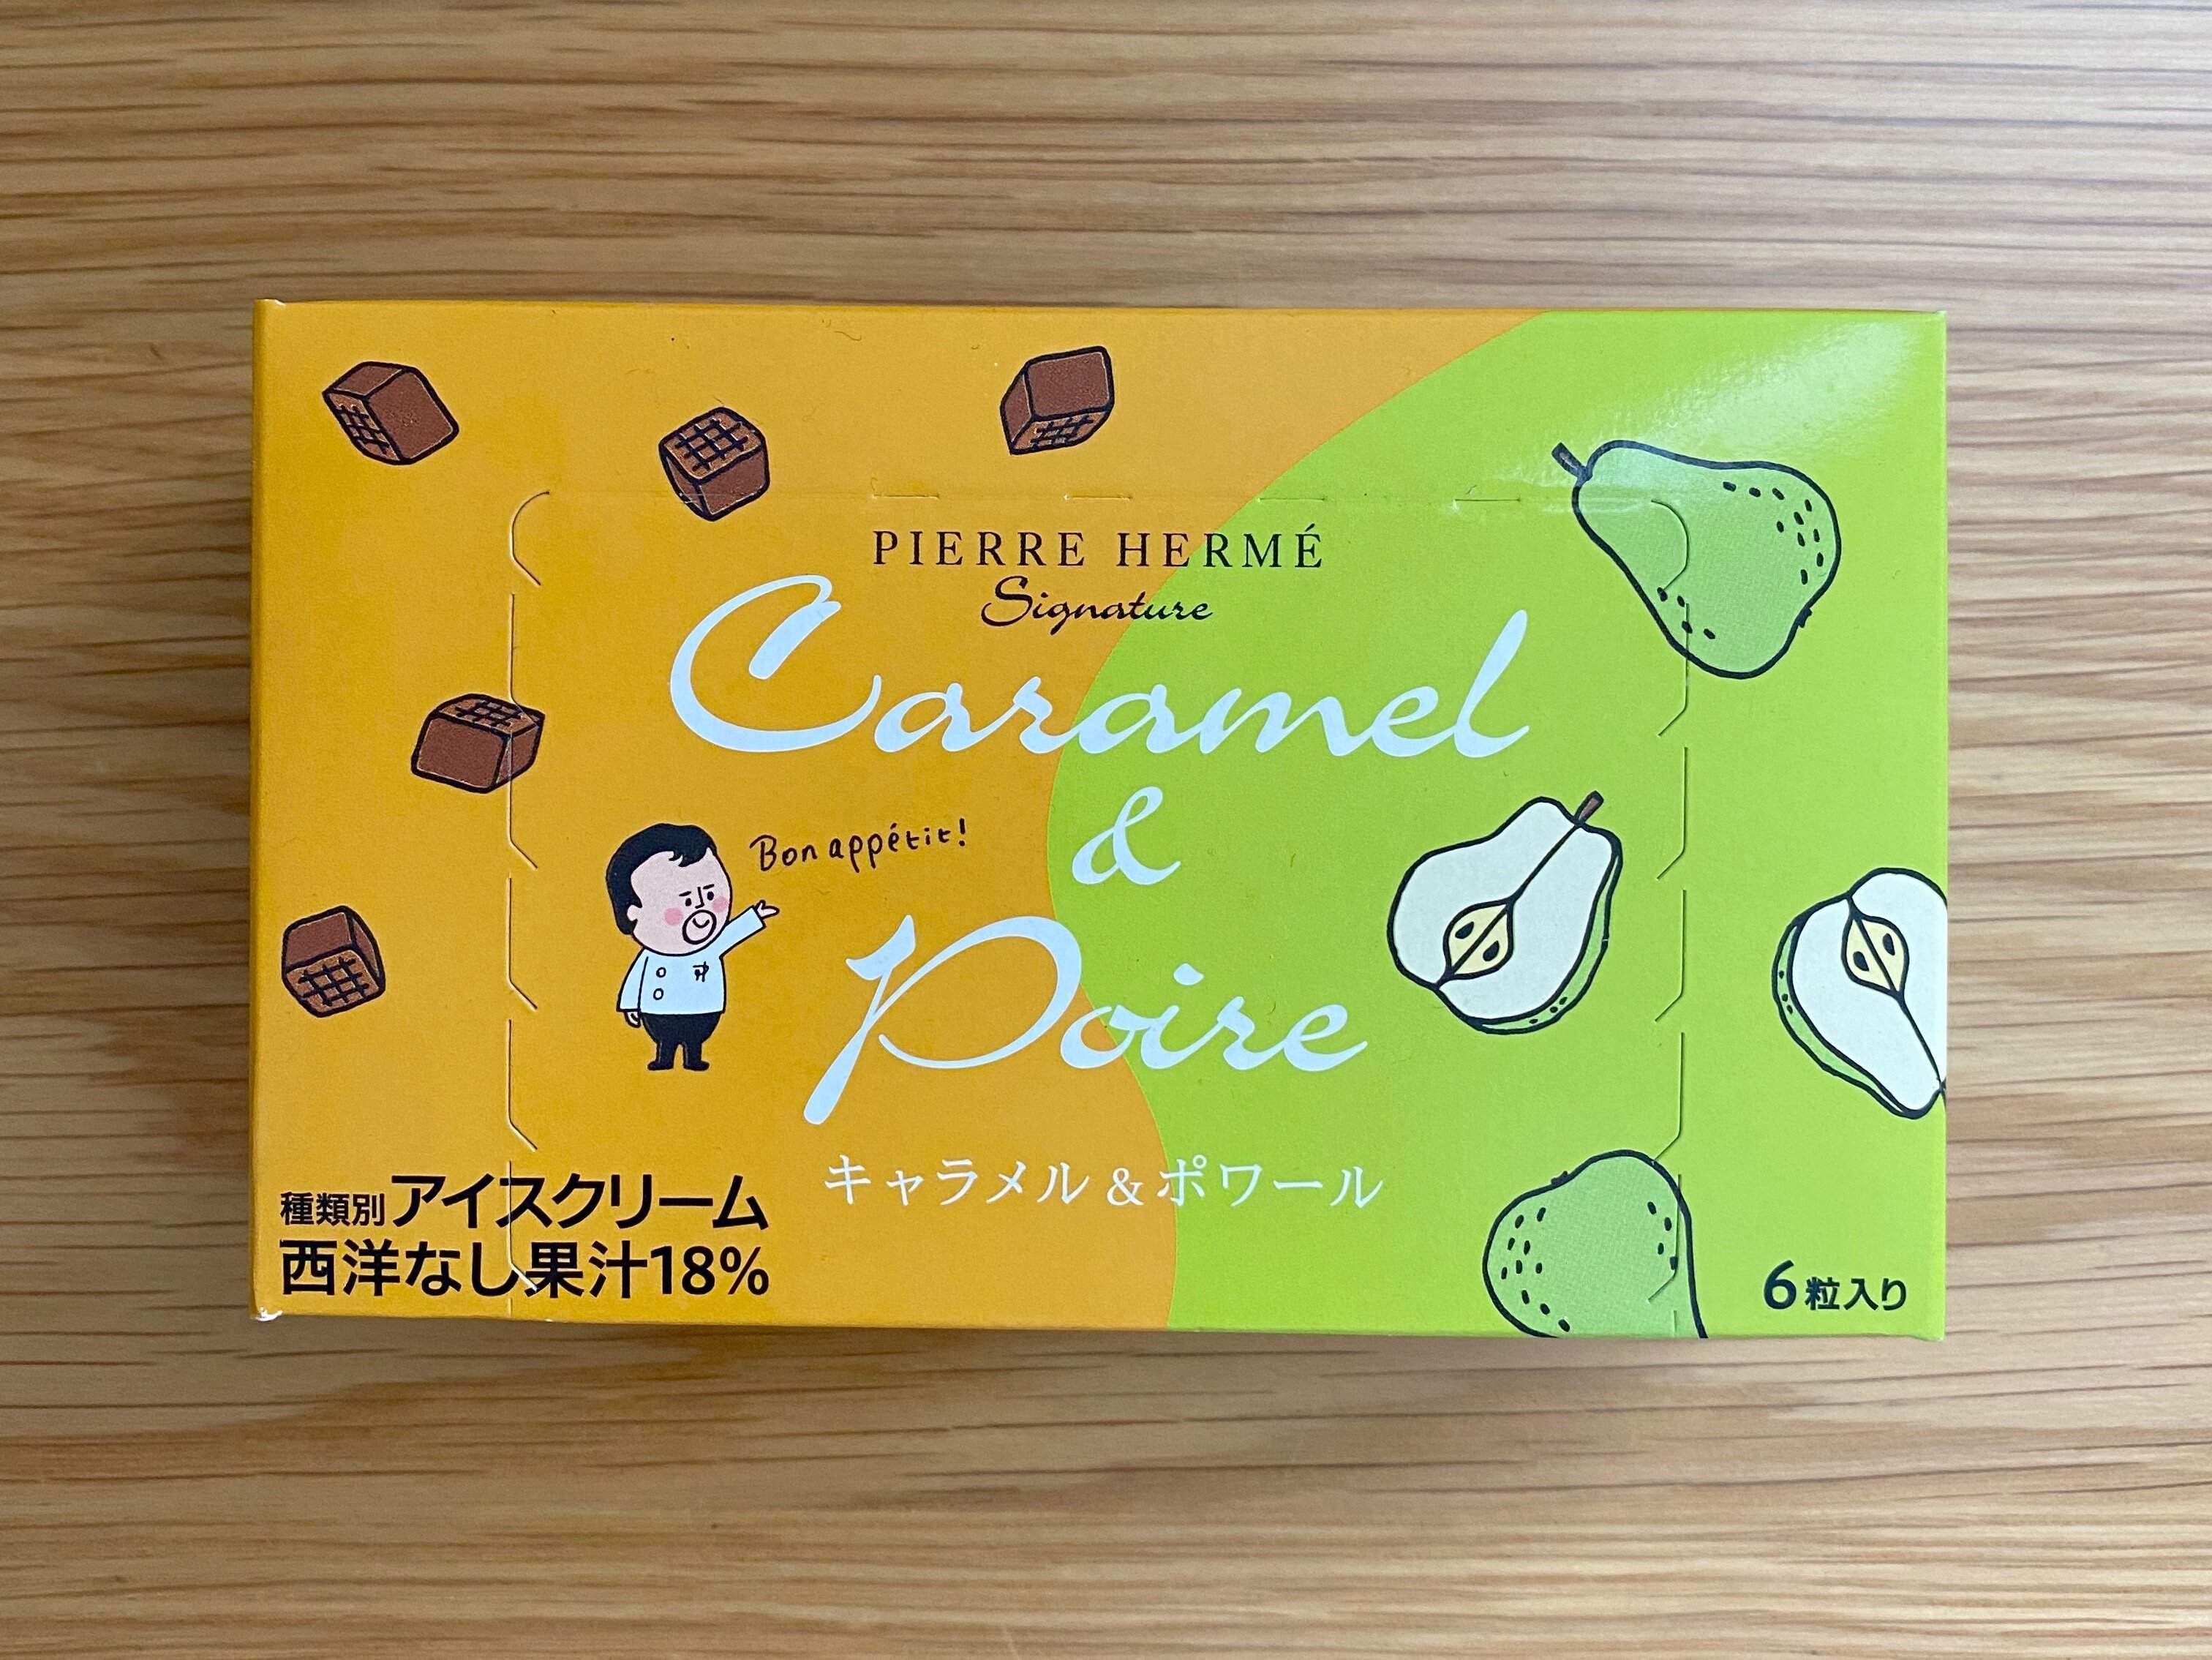 PIERRE HERMÉ
Signature
Caramel
&
Poire
Bon appétit!
キャラメル&ポワール
種類別アイスクリーム
西洋なし果汁18%
6粒入り